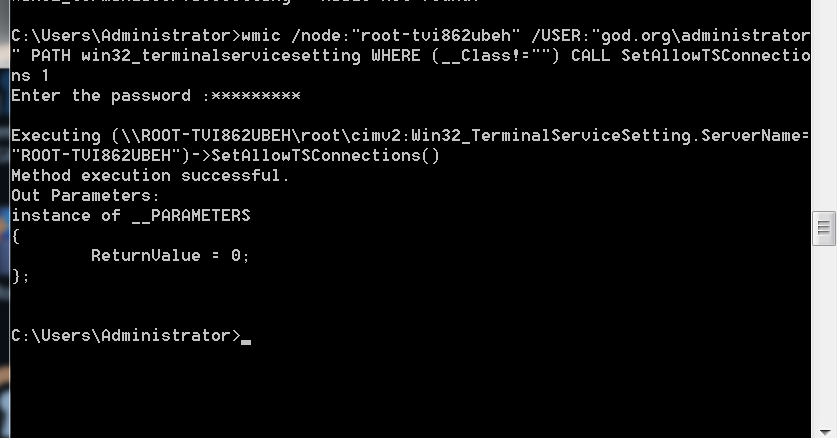 C:\Users\Administrator>wmic /node:"root-tvi862ubeh" /USER:"god.org\administrator
" PATH win32_terminalservicesetting WHERE (__Class!="") CALL SetAllowTSConnectio
ns 1
Enter the password :*********
Executing (\\ROOT-TVI862UBEH\root\cimv2:Win32_TerminalServiceSetting.ServerName=
"ROOT-TVI862UBEH")->SetAllowTSConnections()
Method execution successful.
Out Parameters:
instance of __PARAMETERS
{
        ReturnValue = 0;
};
C:\Users\Administrator>